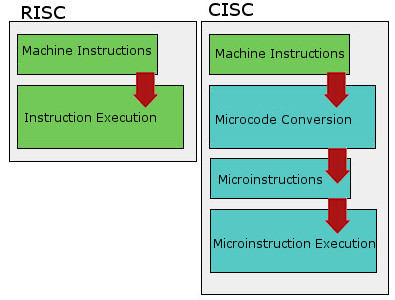 RISC
Machine Instructions
Instruction Execution
CISC
Machine Instructions
Microcode Conversion
Microinstructions
Microinstruction Execution